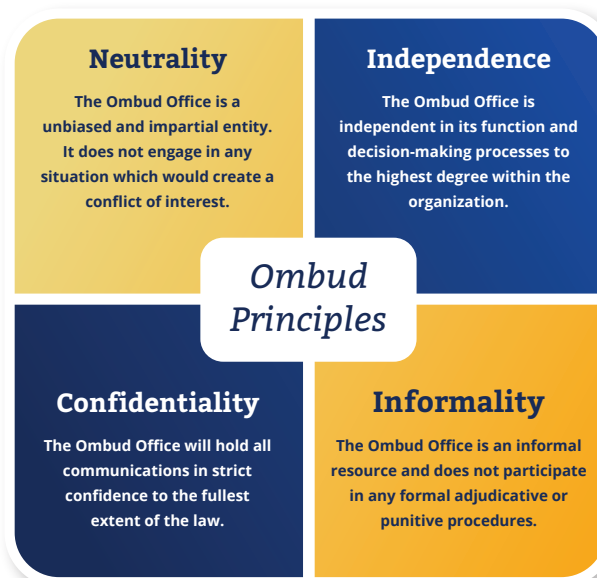 Neutrality
The Ombud Office is a
unbiased and impartial entity.
It does not engage in any
situation which would create a
conflict of interest.
Independence
The Ombud Office is
independent in its function and
decision-making processes to
the highest degree within the
organization.
Ombud
Principles
Confidentiality
The Ombud Office will hold all
communications in strict
confidence to the fullest
extent of the law.
Informality
The Ombud Office is an informal
resource and does not participate
in any formal adjudicative or
punitive procedures.